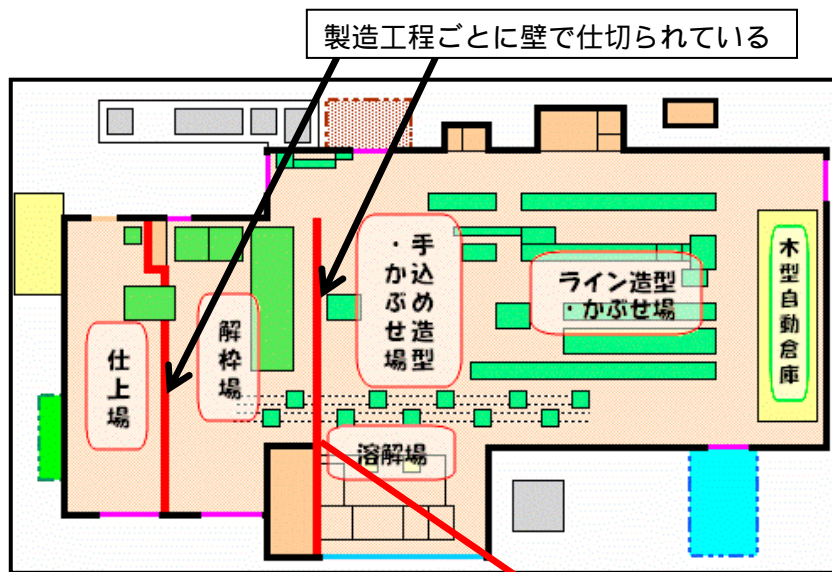 製造工程ごとに壁で仕切られている
手込め造型
・かぶせ場
ライン造型
・かぶせ場
木型自動倉庫
解枠場
仕上場
溶解場